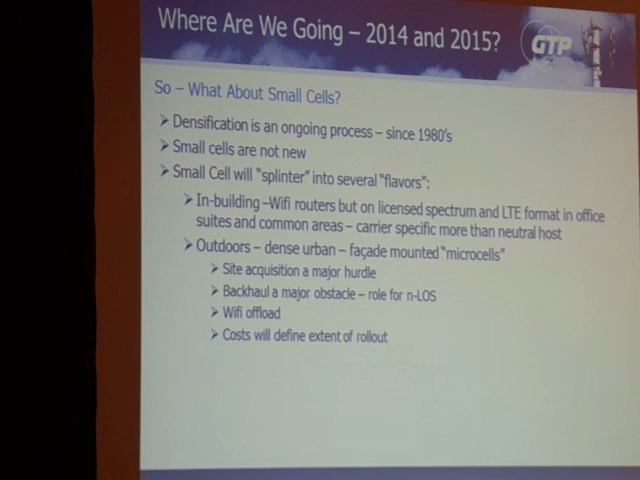 Where Are We Going – 2014 and 2015?
GTP
So – What About Small Cells?
➢ Densification is an ongoing process – since 1980's
➢ Small cells are not new
➢ Small Cell will "splinter" into several "flavors":
➢ In-building –Wifi routers but on licensed spectrum and LTE format in office
suites and common areas – carrier specific more than neutral host
➢ Outdoors – dense urban – façade mounted "microcells"
➢ Site acquisition a major hurdle
➢ Backhaul a major obstacle – role for n-LOS
➢ Wifi offload
➢ Costs will define extent of rollout